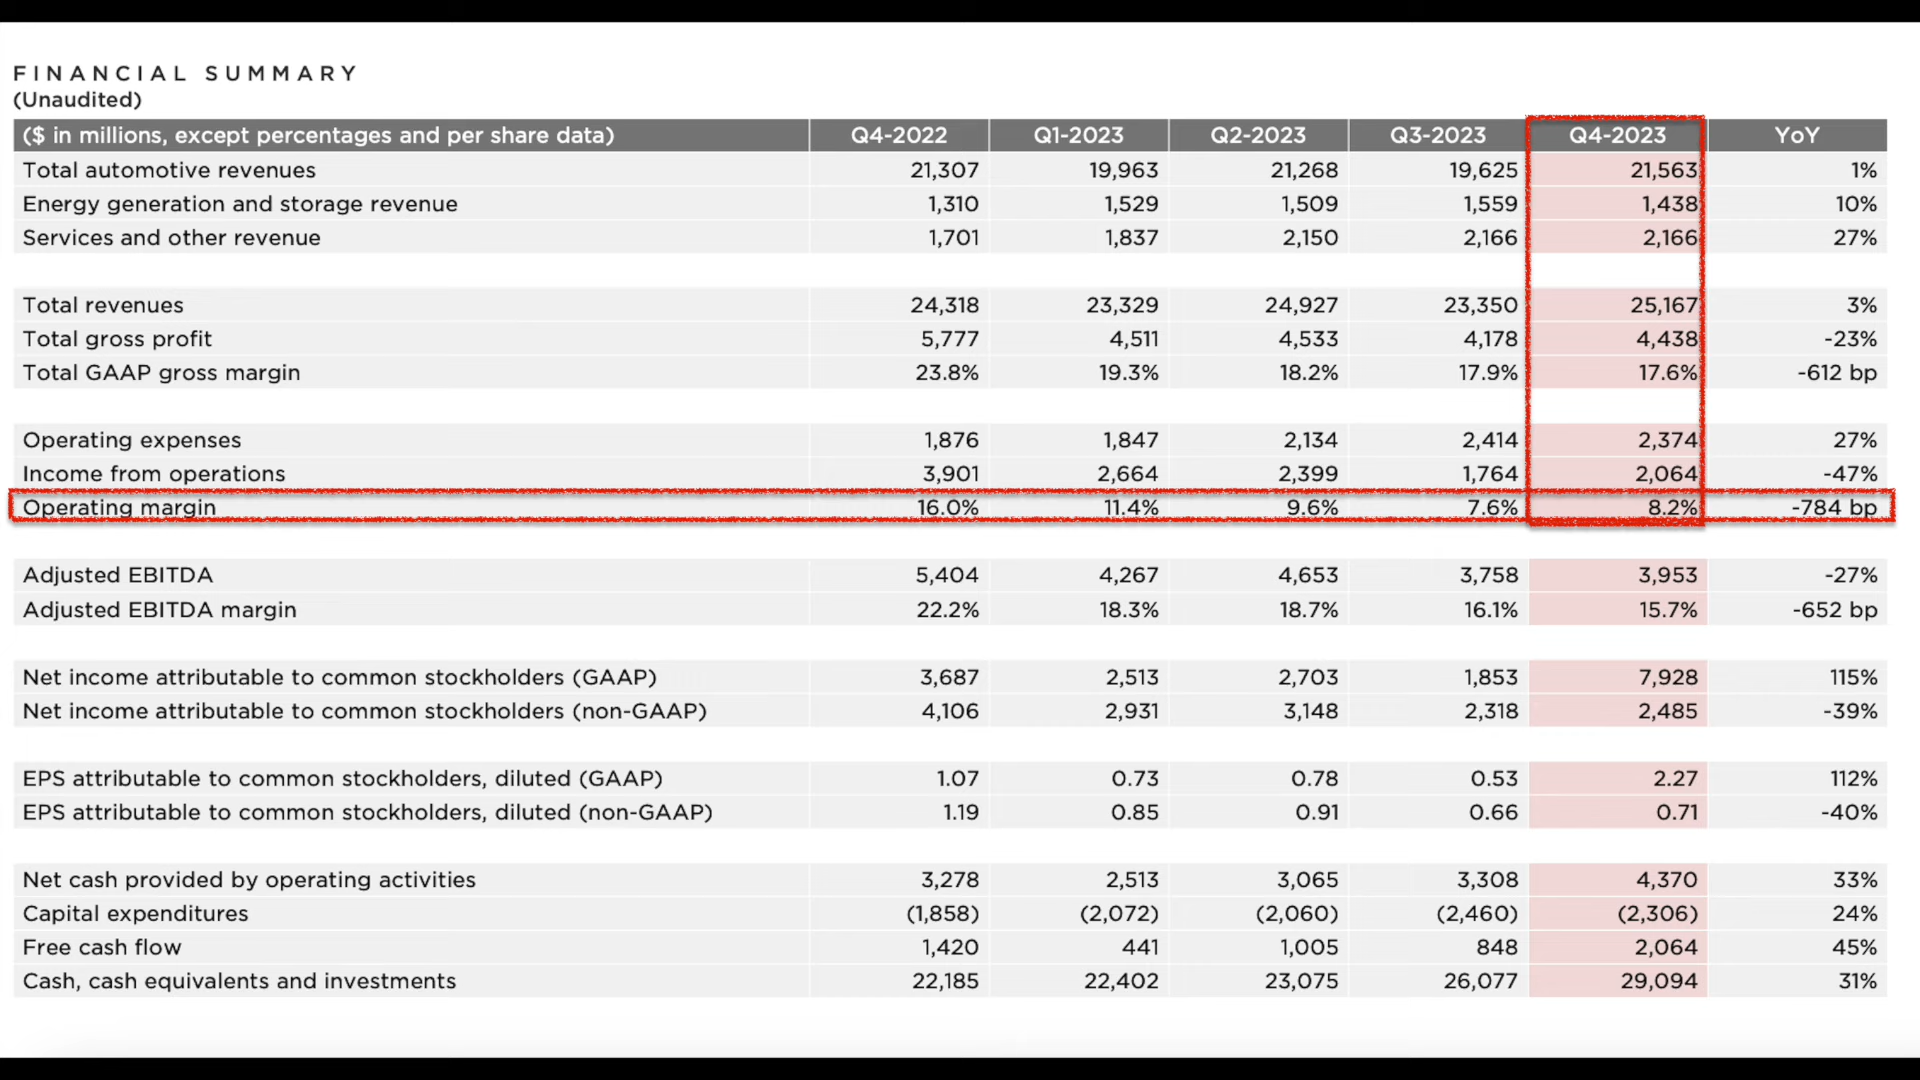 FINANCIAL SUMMARY
(Unaudited)
($ in millions, except percentages and per share data) Q4-2022 Q1-2023 Q2-2023 Q3-2023 Q4-2023 YoY
Total automotive revenues 21,307 19,963 21,268 19,625 21,563 1%
Energy generation and storage revenue 1,310 1,529 1,509 1,559 1,438 10%
Services and other revenue 1,701 1,837 2,150 2,166 2,166 27%
Total revenues 24,318 23,329 24,927 23,350 25,167 3%
Total gross profit 5,777 4,511 4,533 4,178 4,438 -23%
Total GAAP gross margin 23.8% 19.3% 18.2% 17.9% 17.6% -612 bp
Operating expenses 1,876 1,847 2,134 2,414 2,374 27%
Income from operations 3,901 2,664 2,399 1,764 2,064 -47%
Operating margin 16.0% 11.4% 9.6% 7.6% 8.2% -784 bp
Adjusted EBITDA 5,404 4,267 4,653 3,758 3,953 -27%
Adjusted EBITDA margin 22.2% 18.3% 18.7% 16.1% 15.7% -652 bp
Net income attributable to common stockholders (GAAP) 3,687 2,513 2,703 1,853 7,928 115%
Net income attributable to common stockholders (non-GAAP) 4,106 2,931 3,148 2,318 2,485 -39%
EPS attributable to common stockholders, diluted (GAAP) 1.07 0.73 0.78 0.53 2.27 112%
EPS attributable to common stockholders, diluted (non-GAAP) 1.19 0.85 0.91 0.66 0.71 -40%
Net cash provided by operating activities 3,278 2,513 3,065 3,308 4,370 33%
Capital expenditures (1,858) (2,072) (2,060) (2,460) (2,306) 24%
Free cash flow 1,420 441 1,005 848 2,064 45%
Cash, cash equivalents and investments 22,185 22,402 23,075 26,077 29,094 31%